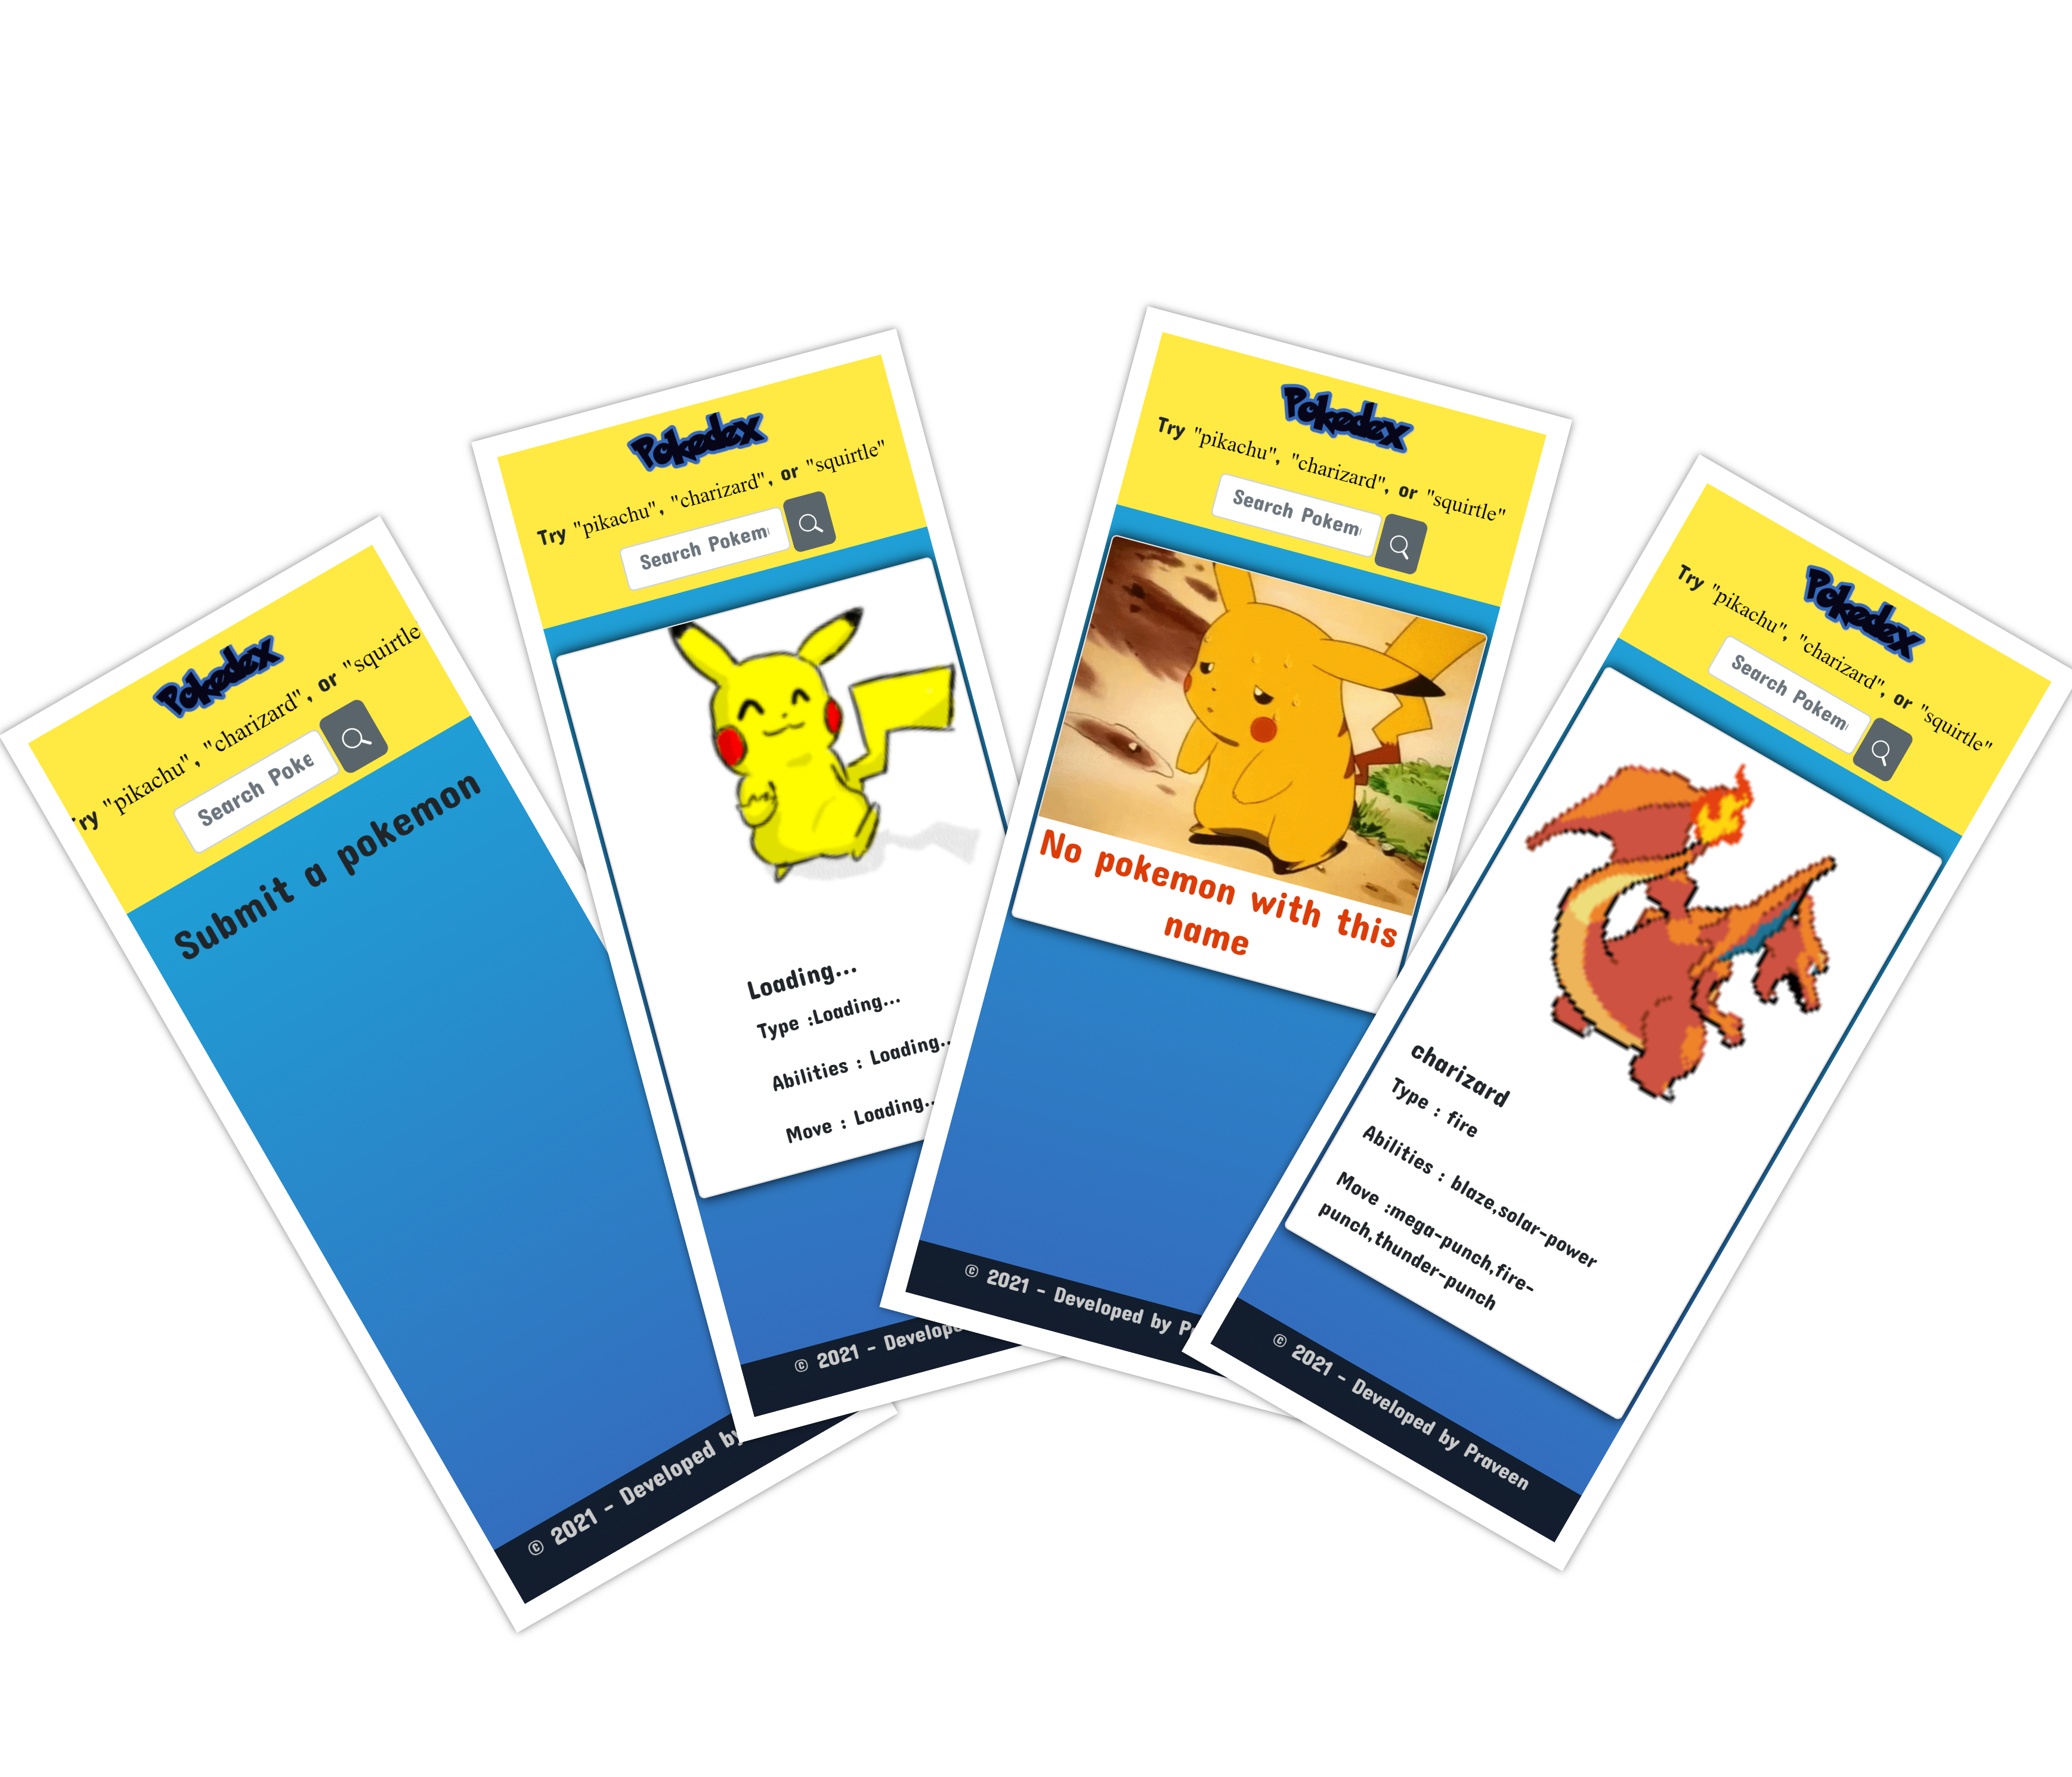 Pokedex
"pikachu", "charizard", or "squirtle
Search Poke
Submit a pokemon
© 2021 - Developed by
Pokedex
Try "pikachu", "charizard", or "squirtle"
Search Pokem
Loading...
Type :Loading...
Abilities : Loading..
Move : Loading..
© 2021 - Develope
Pokedex
Try "pikachu", "charizard", or "squirtle"
Search Pokem
No pokemon with this
name
© 2021 - Developed by P
Pokedex
Try "pikachu", "charizard", or "squirtle"
Search Pokem
charizard
Type : fire
Abilities : blaze,solar-power
Move :mega-punch,fire-
punch,thunder-punch
© 2021 - Developed by Praveen